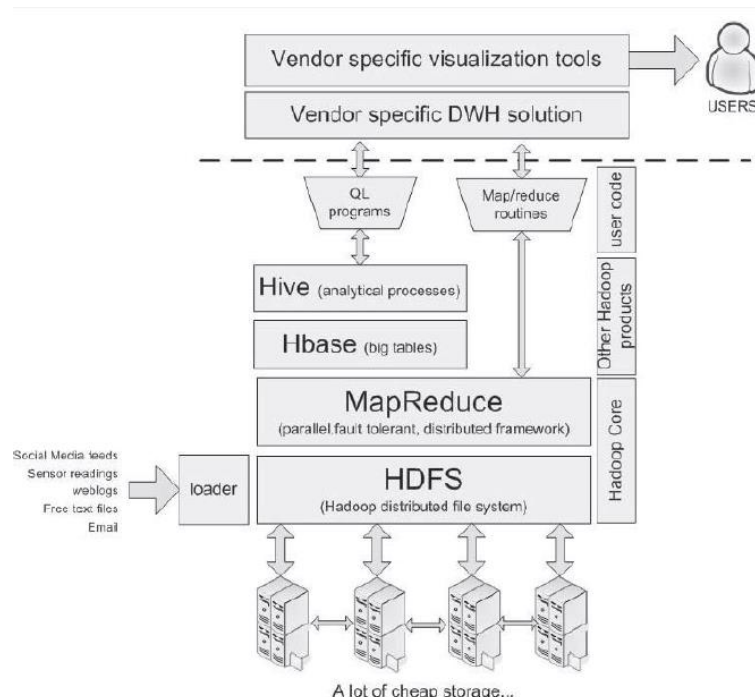 Vendor specific visualization tools
USERS
Vendor specific DWH solution
QL
programs
Map/reduce
routines
user code
Hive (analytical processes)
Hbase (big tables)
Other Hadoop
products
MapReduce
(parallel,fault tolerant, distributed framework)
Hadoop Core
Social Media feeds
Sensor readings
weblogs
Free text files
Email
loader
HDFS
(Hadoop distributed file system)
A lot of cheap storage...